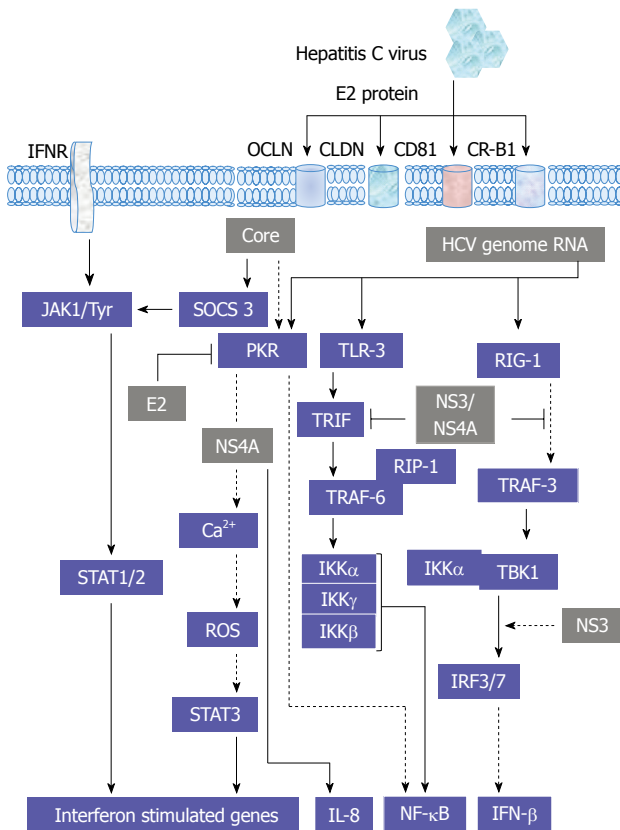 Hepatitis C virus
E2 protein
IFNR
OCLN
CLDN
CD81
CR-B1
Core
HCV genome RNA
JAK1/Tyr
SOCS 3
PKR
TLR-3
RIG-1
E2
NS4A
TRIF
NS3/
NS4A
RIP-1
TRAF-6
TRAF-3
Ca²⁺
STAT1/2
IKKα
IKKγ
IKKβ
IKKα
TBK1
ROS
NS3
STAT3
IRF3/7
Interferon stimulated genes
IL-8
NF-κB
IFN-β